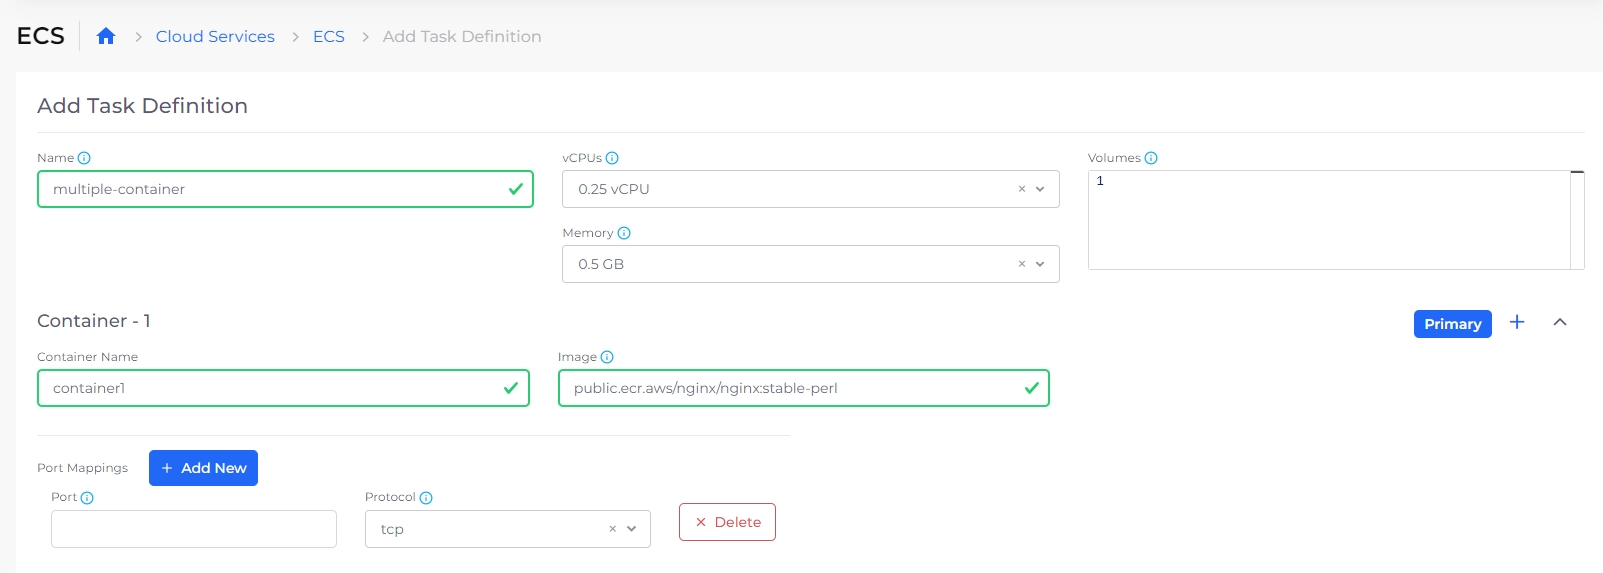 ECS > Cloud Services > ECS > Add Task Definition
Add Task Definition
Name
multiple-container
vCPUs
0.25 vCPU
Memory
0.5 GB
Volumes
1
Container - 1
Primary
Container Name
container1
Image
public.ecr.aws/nginx/nginx:stable-perl
Port Mappings
+ Add New
Port
Protocol
tcp
× Delete